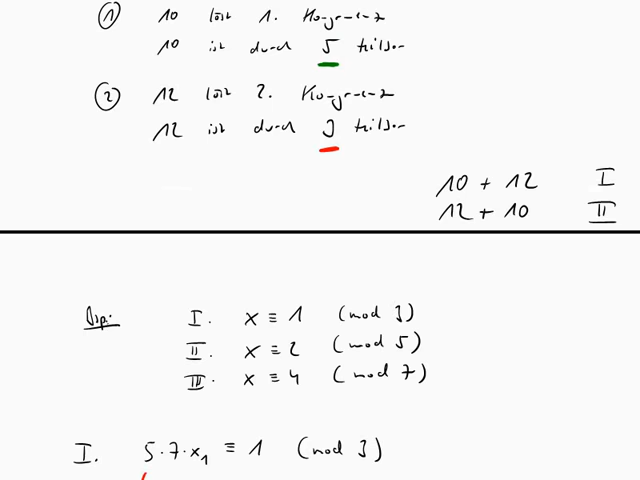 ① 10 löst 1. Kongruenz
10 ist durch 5 teilbar
② 12 löst 2. Kongruenz
12 ist durch 3 teilbar
10 + 12 I
12 + 10 II
Bsp.: I. x ≡ 1 (mod 3)
II. x ≡ 2 (mod 5)
III. x ≡ 4 (mod 7)
I. 5·7·x₁ ≡ 1 (mod 3)